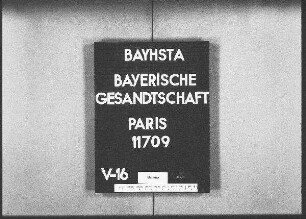 BAYHSTA
BAYERISCHE
GESANDTSCHAFT
PARIS
11709
V-16